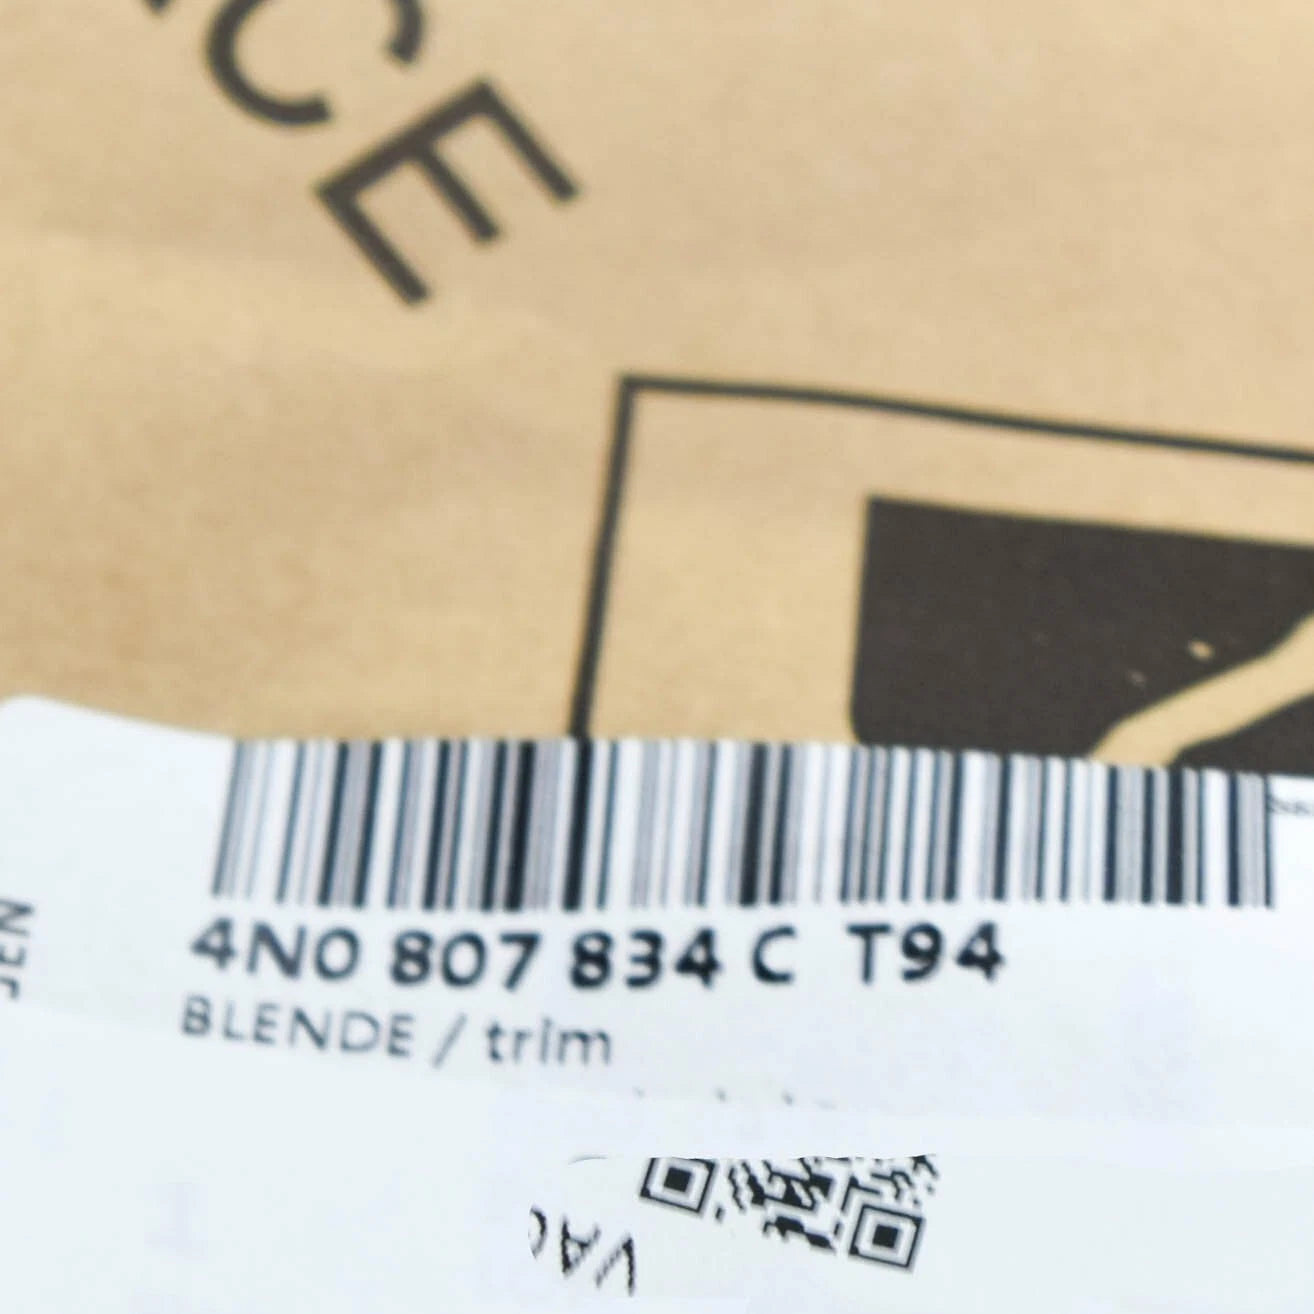 CE
4N0 807 834 C T94
BLENDE / trim